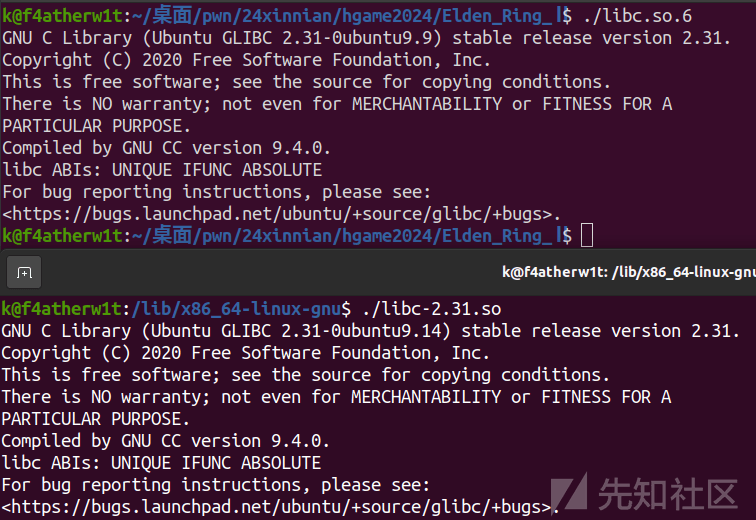 k@f4atherw1t:~/桌面/pwn/24xinnian/hgame2024/Elden_Ring_Ⅰ$ ./libc.so.6
GNU C Library (Ubuntu GLIBC 2.31-0ubuntu9.9) stable release version 2.31.
Copyright (C) 2020 Free Software Foundation, Inc.
This is free software; see the source for copying conditions.
There is NO warranty; not even for MERCHANTABILITY or FITNESS FOR A
PARTICULAR PURPOSE.
Compiled by GNU CC version 9.4.0.
libc ABIs: UNIQUE IFUNC ABSOLUTE
For bug reporting instructions, please see:
<https://bugs.launchpad.net/ubuntu/+source/glibc/+bugs>.
k@f4atherw1t:~/桌面/pwn/24xinnian/hgame2024/Elden_Ring_Ⅰ$
k@f4atherw1t: /lib/x86_64-linux-gnu
k@f4atherw1t:/lib/x86_64-linux-gnu$ ./libc-2.31.so
GNU C Library (Ubuntu GLIBC 2.31-0ubuntu9.14) stable release version 2.31.
Copyright (C) 2020 Free Software Foundation, Inc.
This is free software; see the source for copying conditions.
There is NO warranty; not even for MERCHANTABILITY or FITNESS FOR A
PARTICULAR PURPOSE.
Compiled by GNU CC version 9.4.0.
libc ABIs: UNIQUE IFUNC ABSOLUTE
For bug reporting instructions, please see:
<https://bugs.launchpad.net/ubuntu/+source/glibc/+bugs>.
先知社区